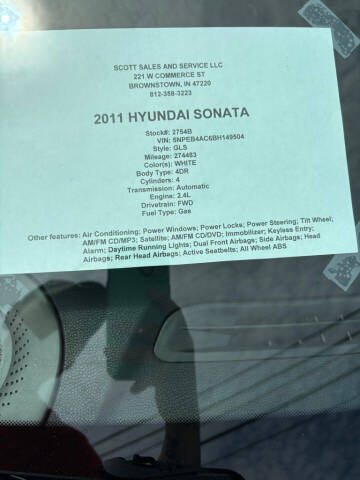 SCOTT SALES AND SERVICE LLC
221 W COMMERCE ST
BROWNSTOWN, IN 47220
812-358-3223
2011 HYUNDAI SONATA
Stock#: 2754B
VIN: 5NPEB4AC6BH149504
Style: GLS
Mileage: 274483
Color(s): WHITE
Body Type: 4DR
Cylinders: 4
Transmission: Automatic
Engine: 2.4L
Drivetrain: FWD
Fuel Type: Gas
Other features: Air Conditioning; Power Windows; Power Locks; Power Steering; Tilt Wheel;
AM/FM CD/MP3; Satellite; AM/FM CD/DVD; Immobilizer; Keyless Entry;
Alarm; Daytime Running Lights; Dual Front Airbags; Side Airbags; Head
Airbags; Rear Head Airbags; Active Seatbelts; All Wheel ABS